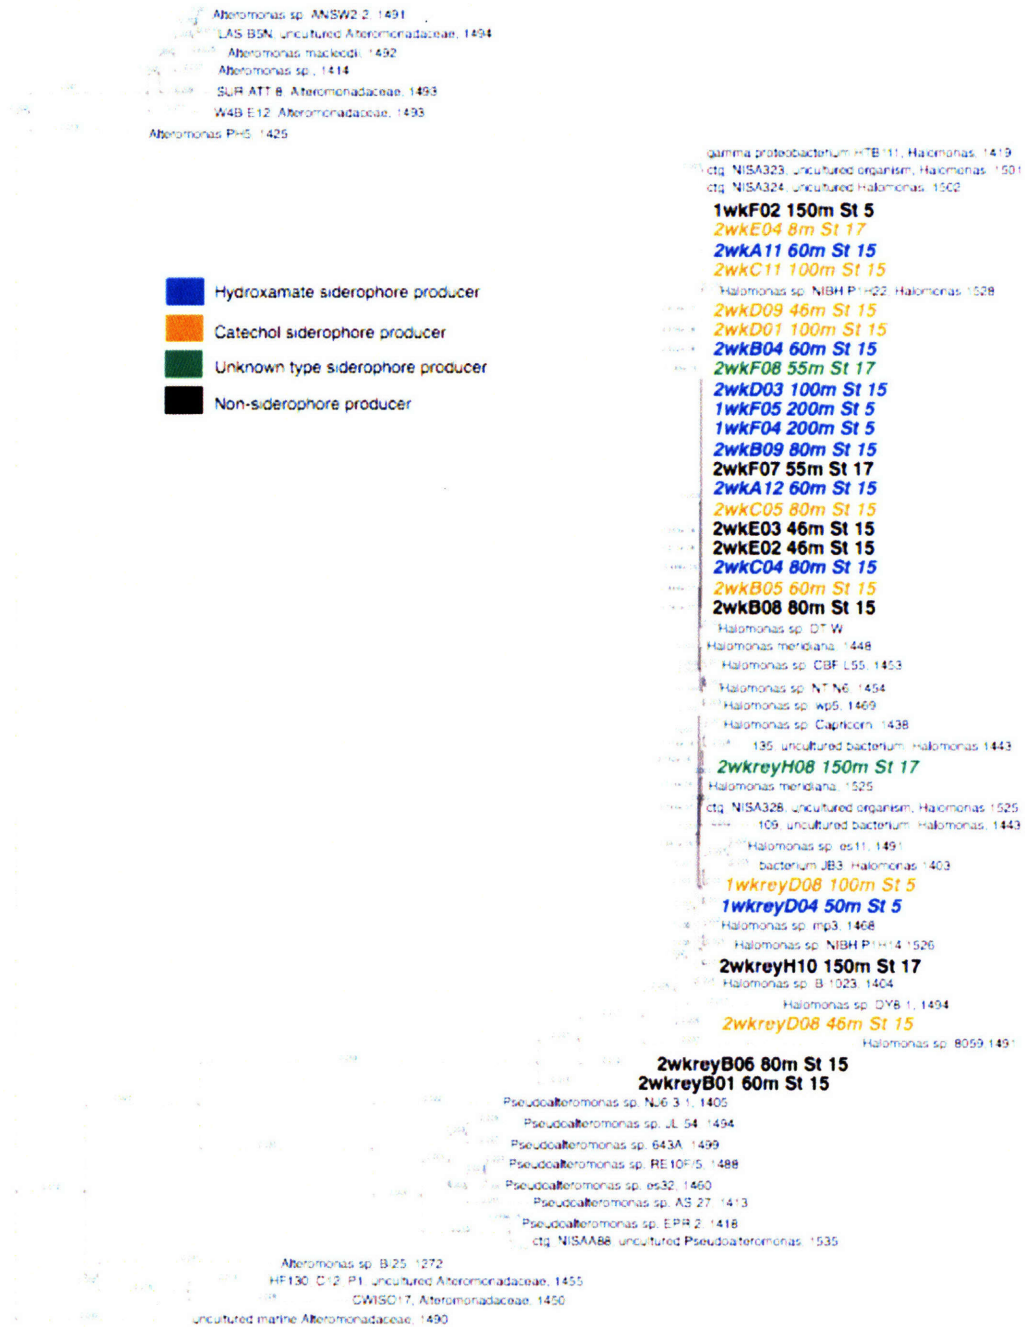 Alteromonas sp. ANSW2 2, 1491
LAS B5N, uncultured Alteromonadaceae, 1494
Alteromonas macleodii, 1492
Alteromonas sp., 1414
SUR ATT 8, Alteromonadaceae, 1493
W4B E12, Alteromonadaceae, 1493
Alteromonas PH5, 1425
gamma proteobacterium HTB111, Halomonas, 1419
ctg NISA323, uncultured organism, Halomonas, 1501
ctg NISA324, uncultured Halomonas, 1502
1wkF02 150m St 5
2wkE04 8m St 17
2wkA11 60m St 15
2wkC11 100m St 15
Halomonas sp. NIBH P1H22, Halomonas 1528
2wkD09 46m St 15
2wkD01 100m St 15
2wkB04 60m St 15
2wkF08 55m St 17
2wkD03 100m St 15
1wkF05 200m St 5
1wkF04 200m St 5
2wkB09 80m St 15
2wkF07 55m St 17
2wkA12 60m St 15
2wkC05 80m St 15
2wkE03 46m St 15
2wkE02 46m St 15
2wkC04 80m St 15
2wkB05 60m St 15
2wkB08 80m St 15
Halomonas sp. DT W
Halomonas meridiana, 1448
Halomonas sp. CBF L55, 1453
Halomonas sp. NT N6, 1454
Halomonas sp. wp5, 1469
Halomonas sp. Capricorn, 1438
135, uncultured bacterium, Halomonas 1443
2wkreyH08 150m St 17
Halomonas meridiana, 1525
ctg NISA328, uncultured organism, Halomonas 1525
109, uncultured bacterium, Halomonas, 1443
Halomonas sp. es11, 1491
bacterium JB3, Halomonas 1403
1wkreyD08 100m St 5
1wkreyD04 50m St 5
Halomonas sp. mp3, 1468
Halomonas sp. NIBH P1H14 1526
2wkreyH10 150m St 17
Halomonas sp. B 1023, 1404
Halomonas sp. DY8 1, 1494
2wkreyD08 46m St 15
Halomonas sp. 8059, 1491
2wkreyB06 80m St 15
2wkreyB01 60m St 15
Pseudoalteromonas sp. NJ6 3 1, 1405
Pseudoalteromonas sp. JL 54, 1494
Pseudoalteromonas sp. 643A, 1499
Pseudoalteromonas sp. RE10F/5, 1488
Pseudoalteromonas sp. es32, 1460
Pseudoalteromonas sp. AS 27, 1413
Pseudoalteromonas sp. EPR 2, 1418
ctg NISAA88, uncultured Pseudoalteromonas, 1535
Alteromonas sp. B 25, 1272
HF130 C12 P1, uncultured Alteromonadaceae, 1455
CWISO17, Alteromonadaceae, 1450
uncultured marine Alteromonadaceae, 1490
Hydroxamate siderophore producer
Catechol siderophore producer
Unknown type siderophore producer
Non-siderophore producer